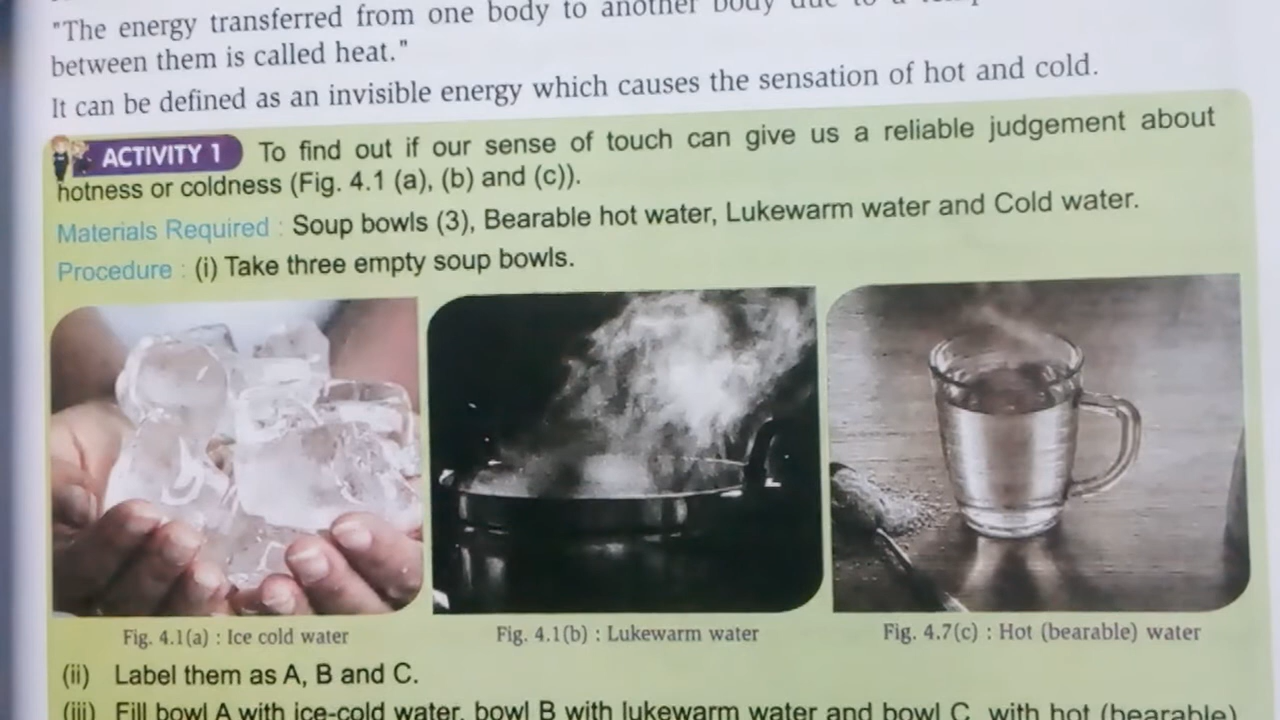 "The energy transferred from one body to another body due to a
between them is called heat."
It can be defined as an invisible energy which causes the sensation of hot and cold.
ACTIVITY 1 To find out if our sense of touch can give us a reliable judgement about
hotness or coldness (Fig. 4.1 (a), (b) and (c)).
Materials Required : Soup bowls (3), Bearable hot water, Lukewarm water and Cold water.
Procedure : (i) Take three empty soup bowls.
Fig. 4.1(a) : Ice cold water
Fig. 4.1(b) : Lukewarm water
Fig. 4.7(c) : Hot (bearable) water
(ii) Label them as A, B and C.
(iii) Fill bowl A with ice-cold water, bowl B with lukewarm water and bowl C, with hot (bearable)